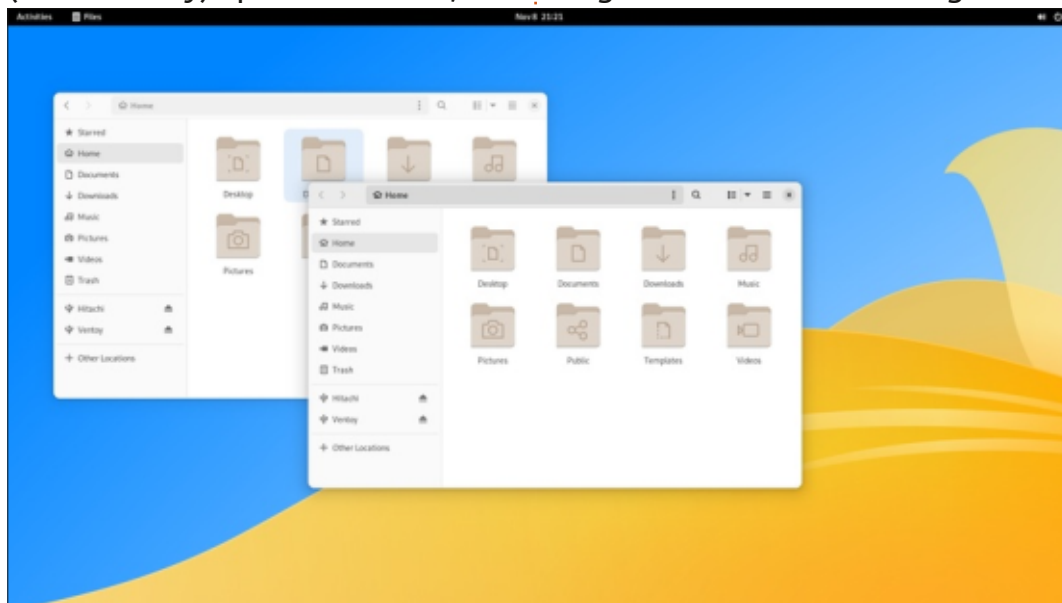 Activities Files Nov 8 21:21
Home
Starred
Home
Documents
Downloads
Music
Pictures
Videos
Trash
Hitachi
Ventoy
Other Locations
Desktop
Pictures
Home
Starred
Home
Documents
Downloads
Music
Pictures
Videos
Trash
Hitachi
Ventoy
Other Locations
Desktop Documents Downloads Music
Pictures Public Templates Videos